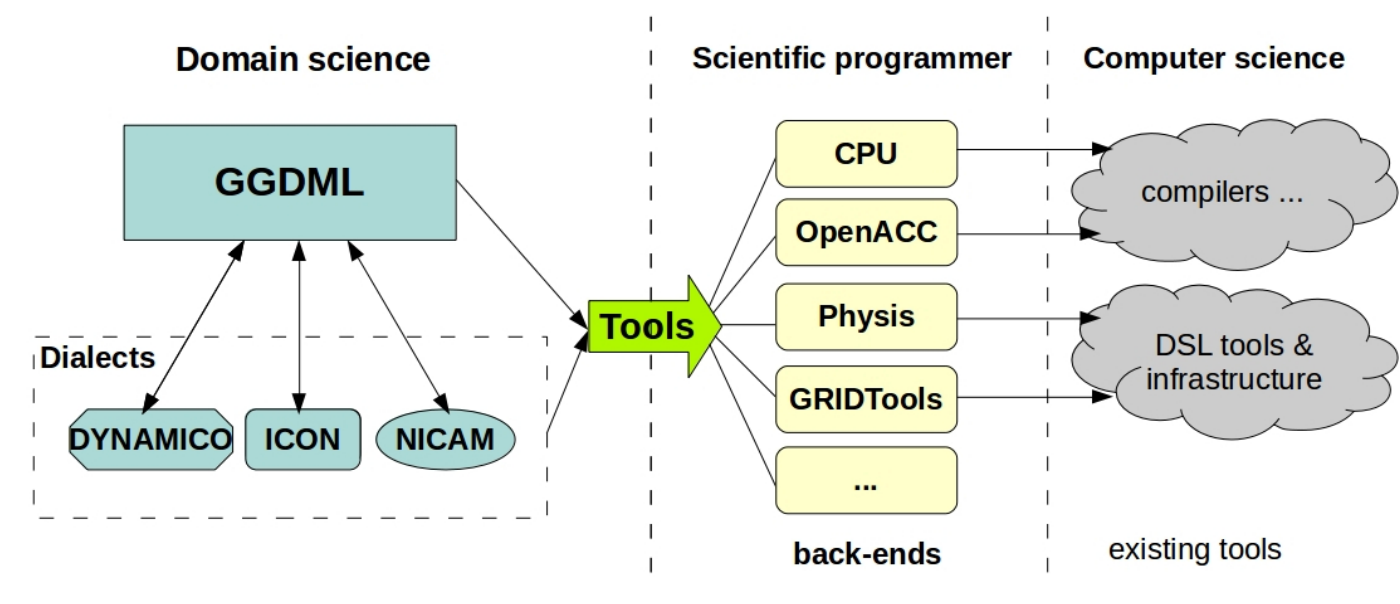 Domain science
Scientific programmer
Computer science
GGDML
Dialects
DYNAMICO
ICON
NICAM
Tools
CPU
OpenACC
Physis
GRIDTools
...
back-ends
compilers ...
DSL tools &
infrastructure
existing tools